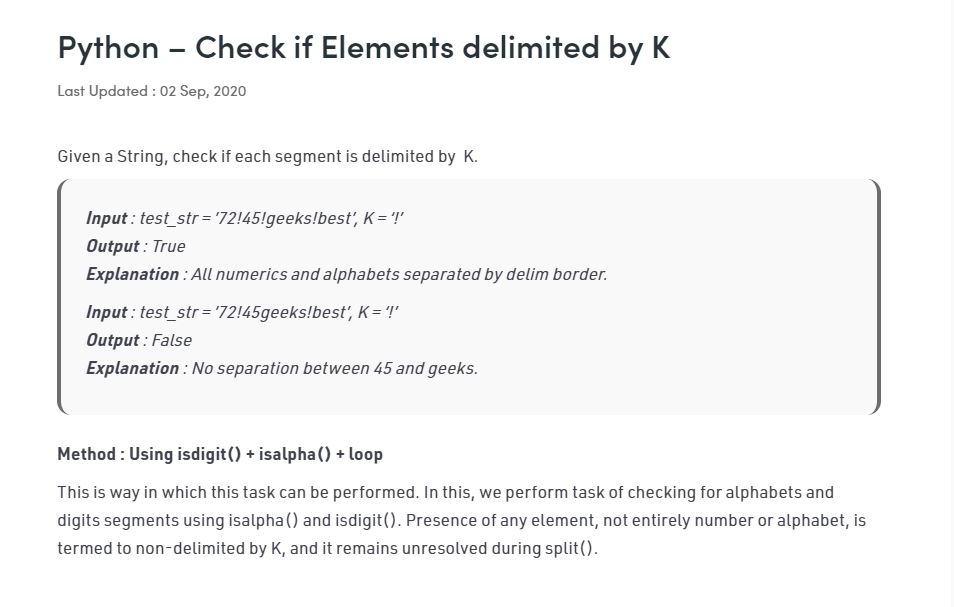 Python – Check if Elements delimited by K
Last Updated : 02 Sep, 2020
Given a String, check if each segment is delimited by  K.
Input : test_str = ’72!45!geeks!best’, K = ‘!’
Output : True
Explanation : All numerics and alphabets separated by delim border.
Input : test_str = ’72!45geeks!best’, K = ‘!’
Output : False
Explanation : No separation between 45 and geeks.
Method : Using isdigit() + isalpha() + loop
This is way in which this task can be performed. In this, we perform task of checking for alphabets and
digits segments using isalpha() and isdigit(). Presence of any element, not entirely number or alphabet, is
termed to non-delimited by K, and it remains unresolved during split().